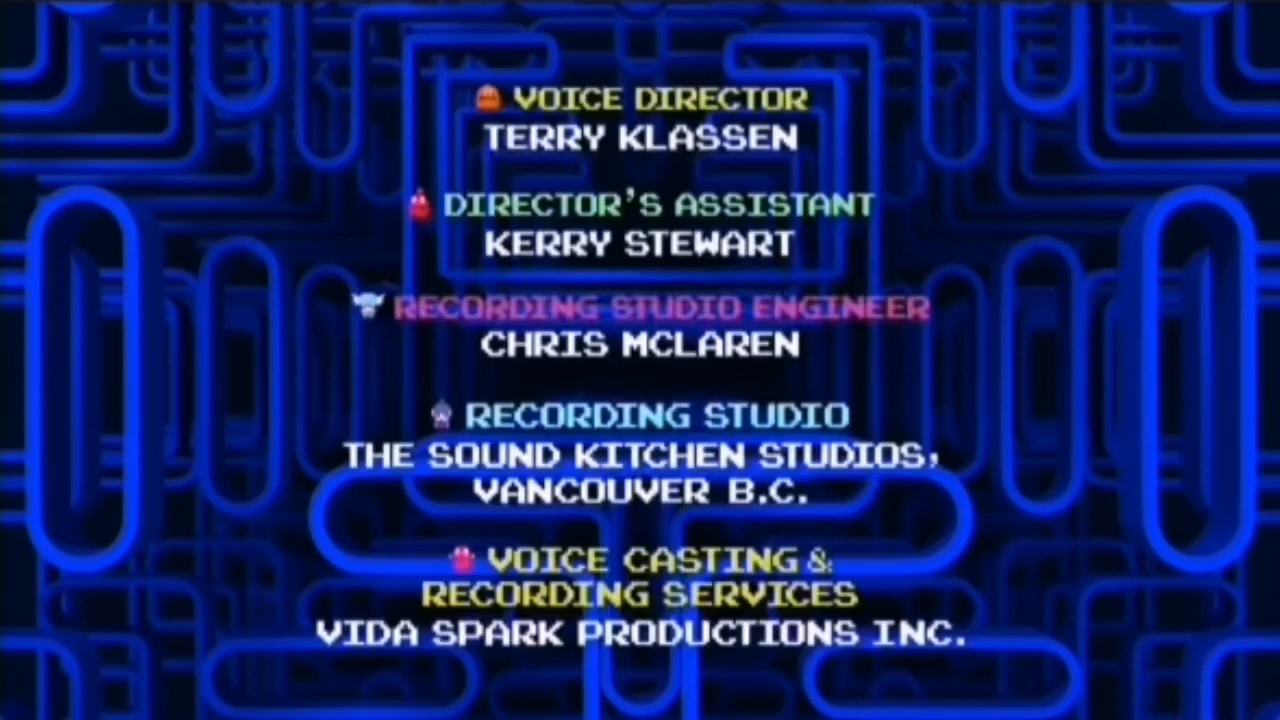 VOICE DIRECTOR
TERRY KLASSEN
DIRECTOR'S ASSISTANT
KERRY STEWART
RECORDING STUDIO ENGINEER
CHRIS MCLAREN
RECORDING STUDIO
THE SOUND KITCHEN STUDIOS,
VANCOUVER B.C.
VOICE CASTING &
RECORDING SERVICES
VIDA SPARK PRODUCTIONS INC.